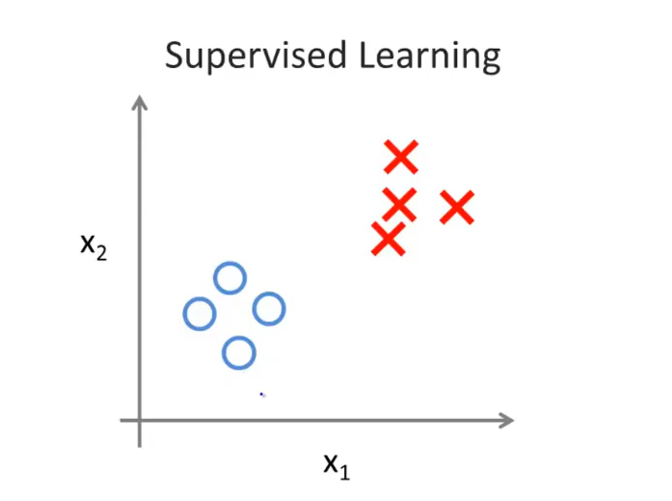 Supervised Learning
x₂
x₁